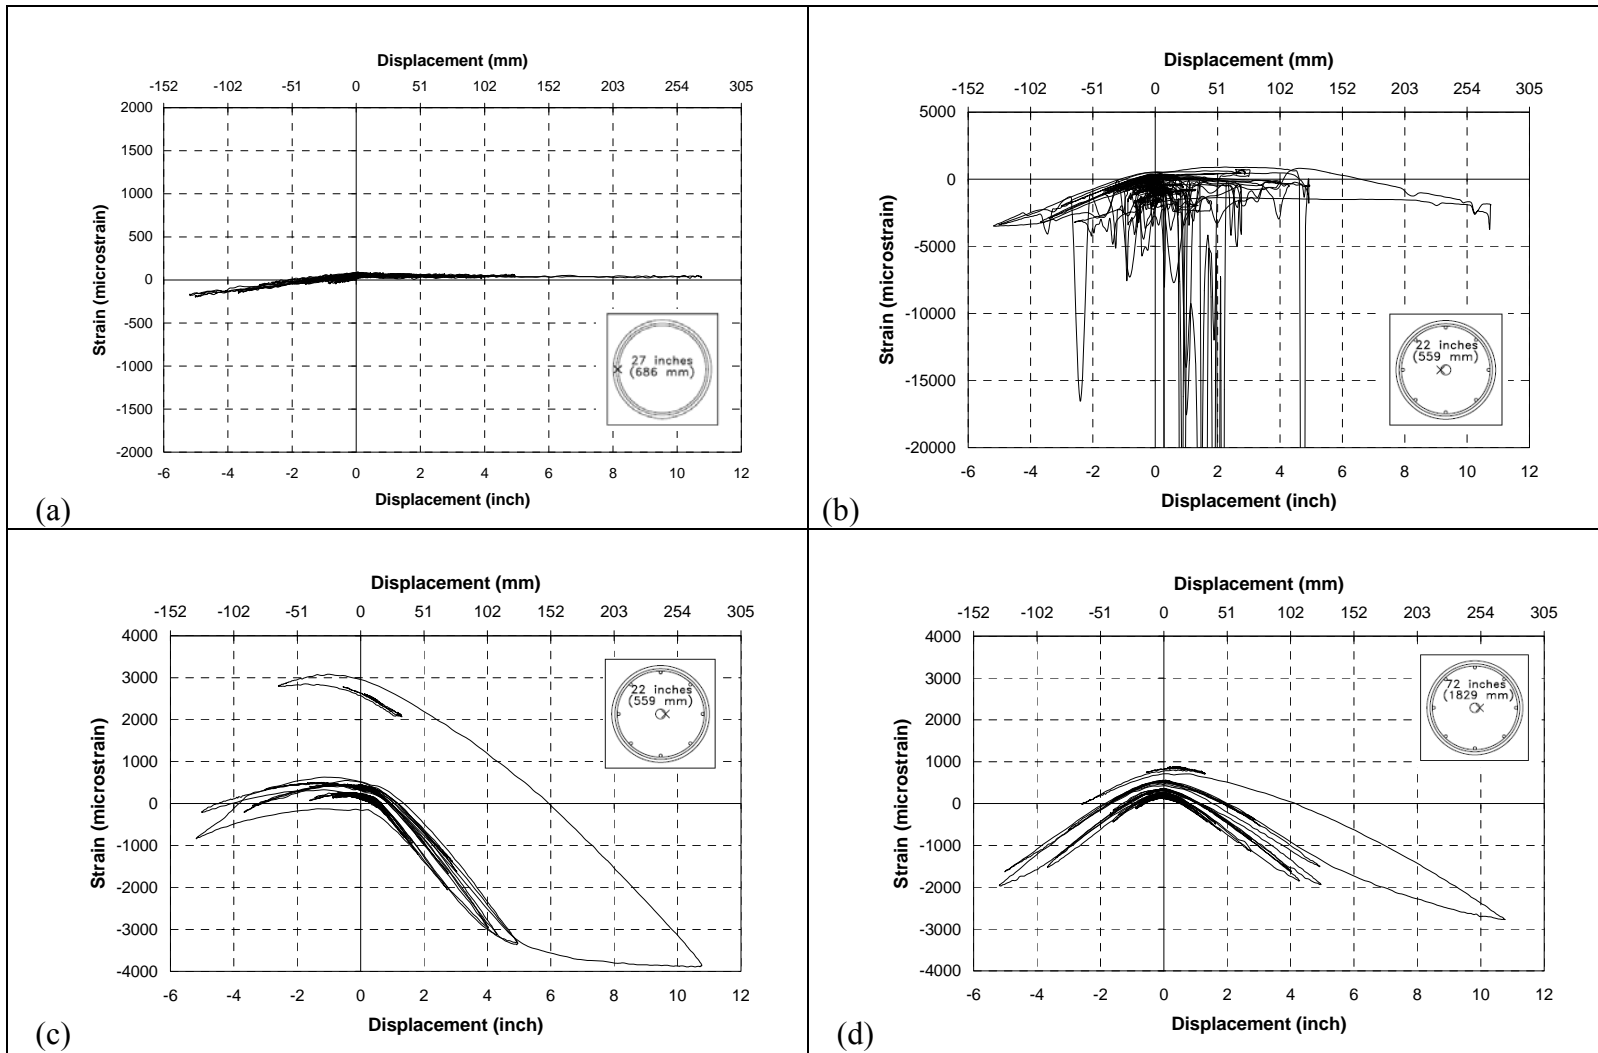 Displacement (mm)
-152 -102 -51 0 51 102 152 203 254 305
2000
1500
1000
500
0
-500
-1000
-1500
-2000
Strain (microstrain)
27 inches
(686 mm)
-6 -4 -2 0 2 4 6 8 10 12
Displacement (inch)
(a)
Displacement (mm)
-152 -102 -51 0 51 102 152 203 254 305
5000
0
-5000
-10000
-15000
-20000
Strain (microstrain)
22 inches
(559 mm)
-6 -4 -2 0 2 4 6 8 10 12
Displacement (inch)
(b)
Displacement (mm)
-152 -102 -51 0 51 102 152 203 254 305
4000
3000
2000
1000
0
-1000
-2000
-3000
-4000
Strain (microstrain)
22 inches
(559 mm)
-6 -4 -2 0 2 4 6 8 10 12
Displacement (inch)
(c)
Displacement (mm)
-152 -102 -51 0 51 102 152 203 254 305
4000
3000
2000
1000
0
-1000
-2000
-3000
-4000
Strain (microstrain)
72 inches
(1829 mm)
-6 -4 -2 0 2 4 6 8 10 12
Displacement (inch)
(d)